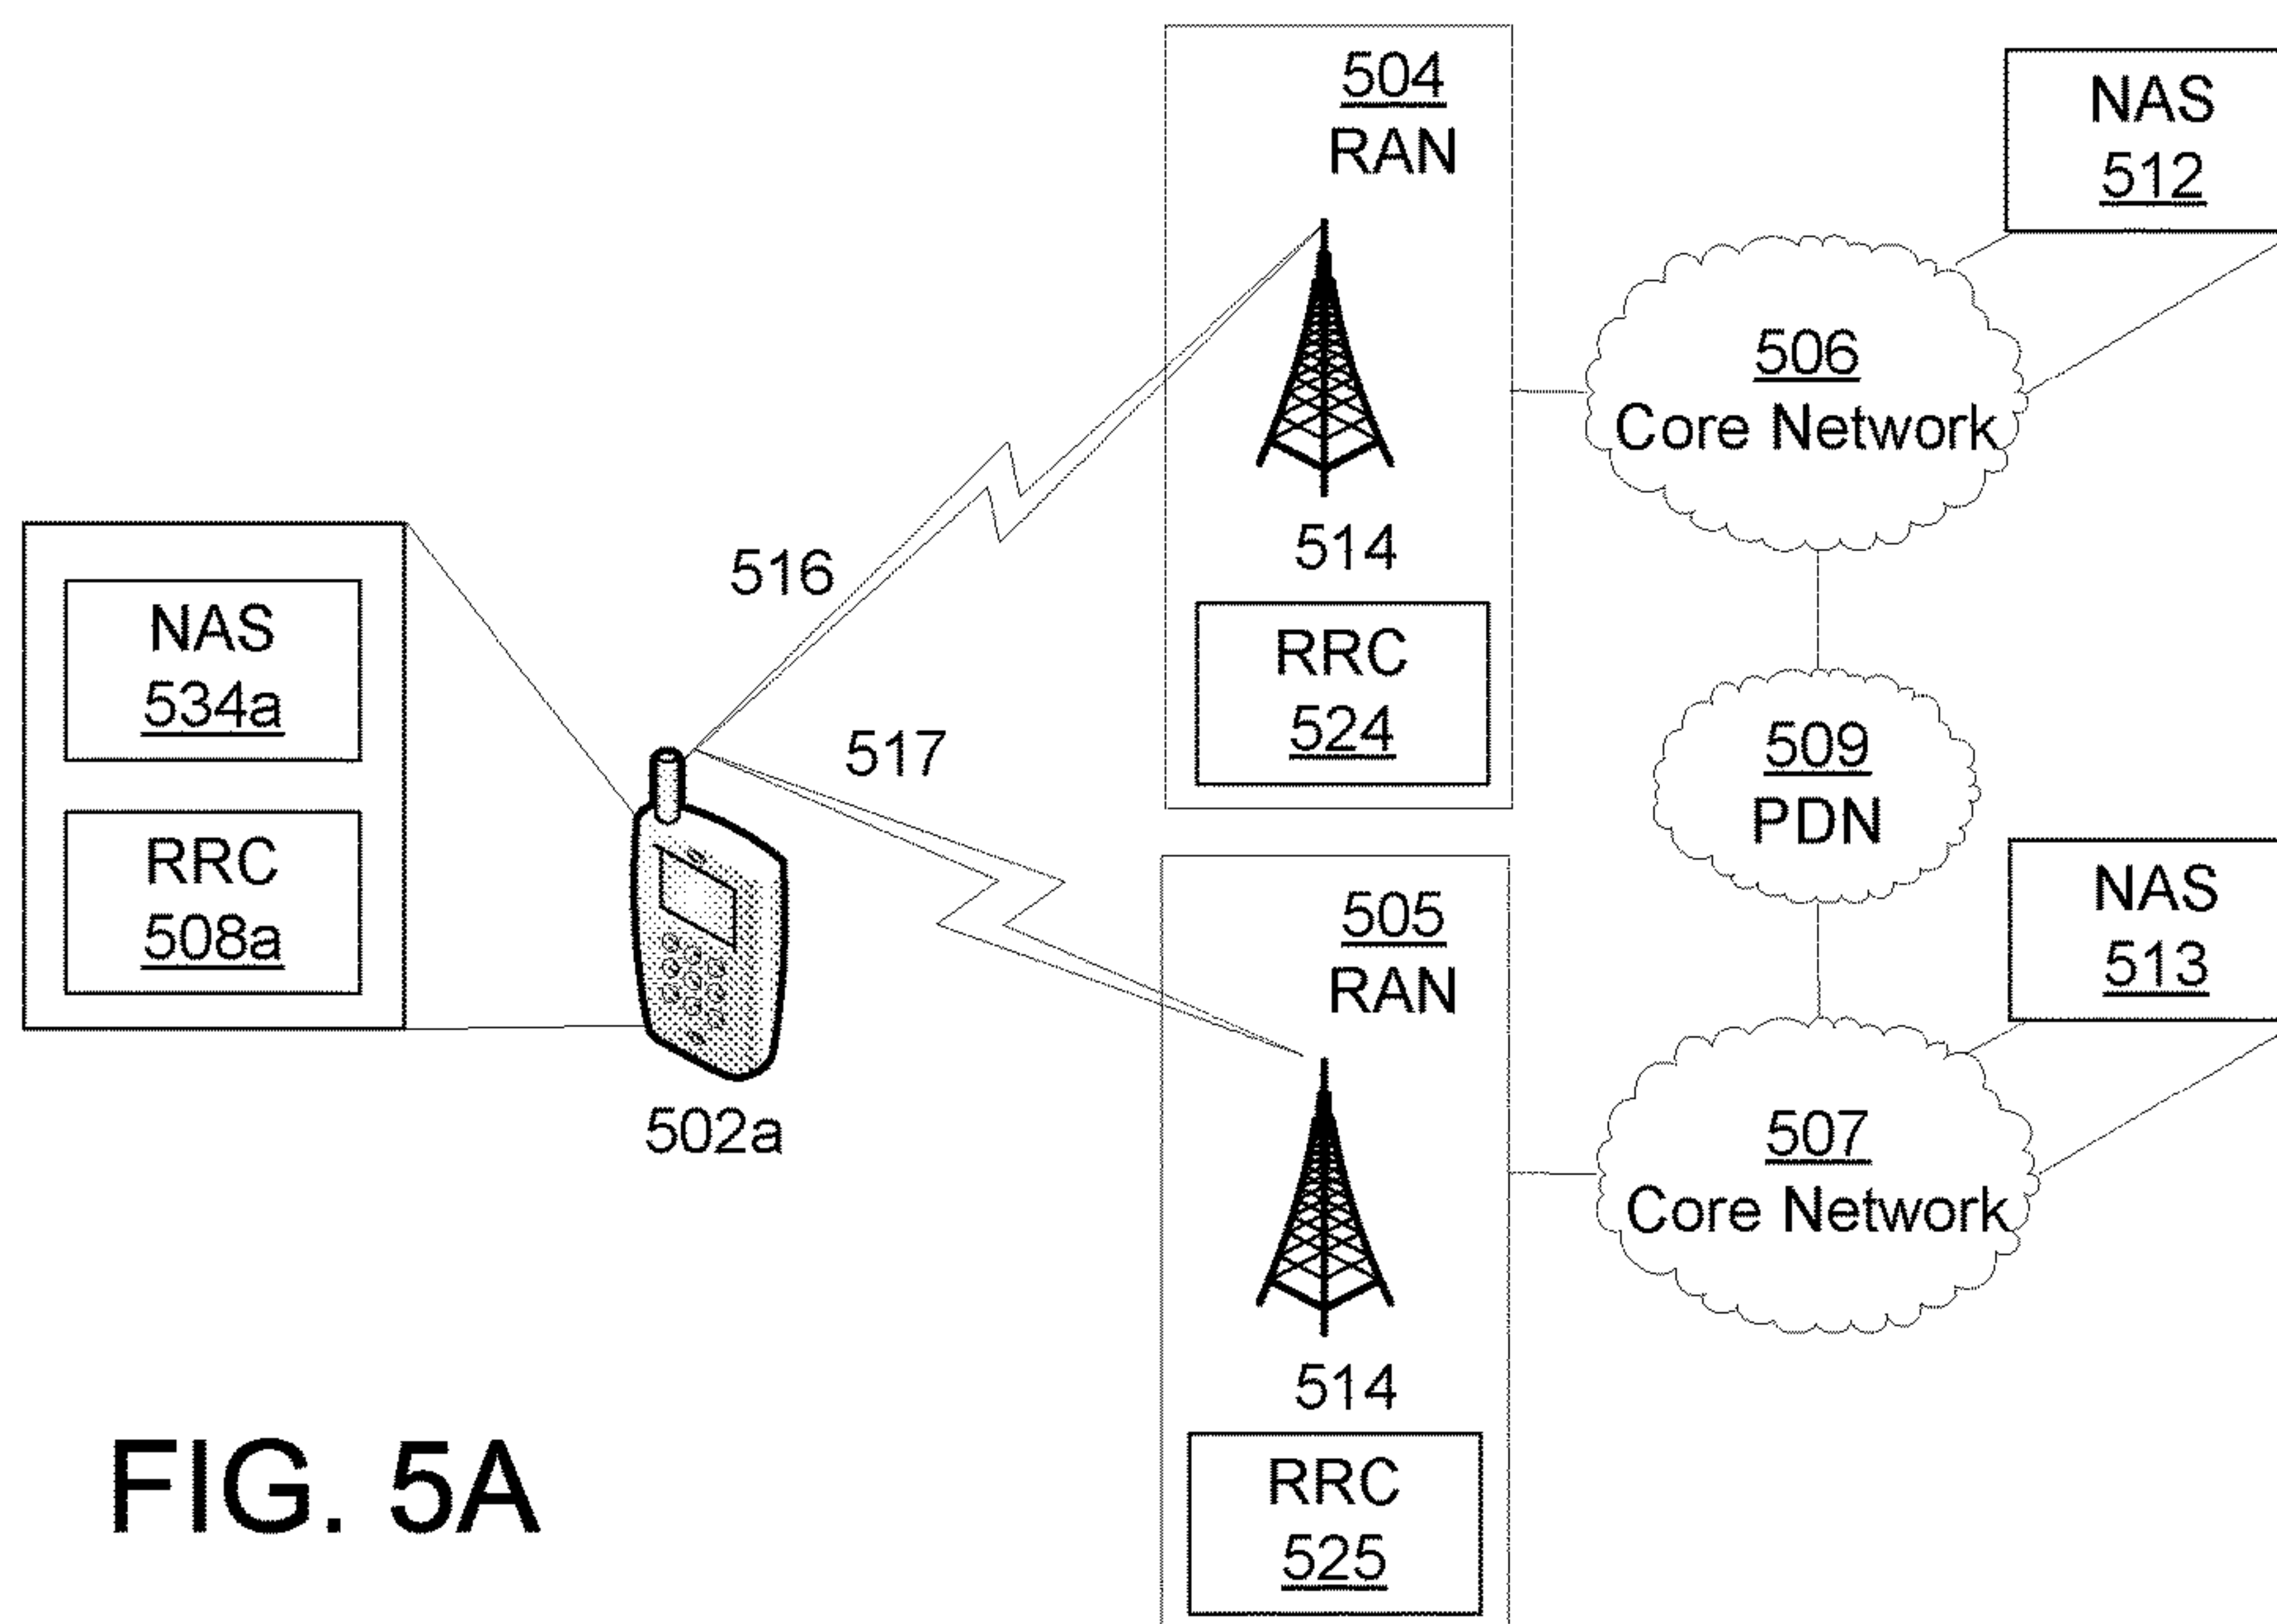 504
RAN
NAS
512
506
Core Network
516
514
NAS
534a
RRC
524
517
509
PDN
RRC
508a
NAS
513
505
RAN
502a
507
Core Network
514
RRC
525
FIG. 5A